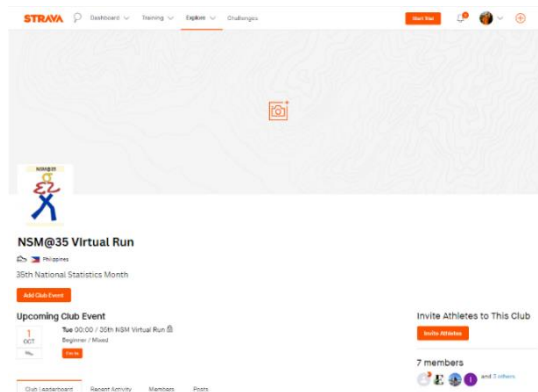 STRAVA Dashboard Training Explore Challenges
NSM@35
NSM@35 Virtual Run
Philippines
35th National Statistics Month
Add Club Event
Upcoming Club Event
1
OCT
Tue 00:00 / 35th NSM Virtual Run
Beginner / Mixed
Invite Athletes to This Club
Invite Athletes
7 members
and 3 others
Club Leaderboard Recent Activity Members Posts